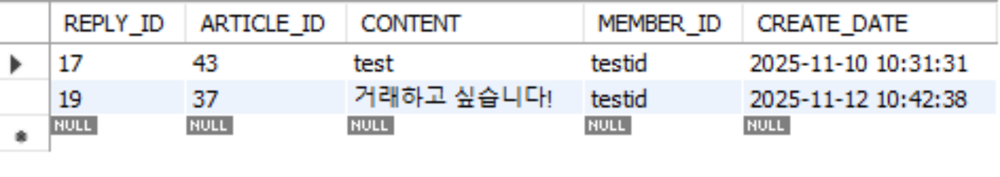 REPLY_ID ARTICLE_ID CONTENT MEMBER_ID CREATE_DATE
17 43 test testid 2025-11-10 10:31:31
19 37 거래하고 싶습니다! testid 2025-11-12 10:42:38
NULL NULL NULL NULL NULL